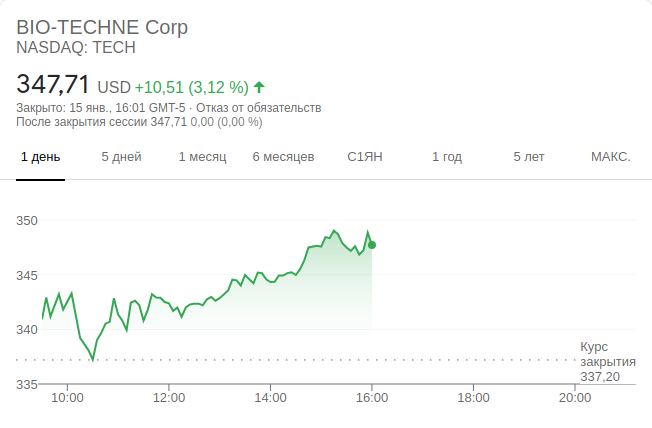 BIO-TECHNE Corp
NASDAQ: TECH
347,71 USD +10,51 (3,12 %)
Закрыто: 15 янв., 16:01 GMT-5 · Отказ от обязательств
После закрытия сессии 347,71 0,00 (0,00 %)
1 день 5 дней 1 месяц 6 месяцев С1ЯН 1 год 5 лет МАКС.
350
345
340
Курс
закрытия
337,20
335
10:00 12:00 14:00 16:00 18:00 20:00